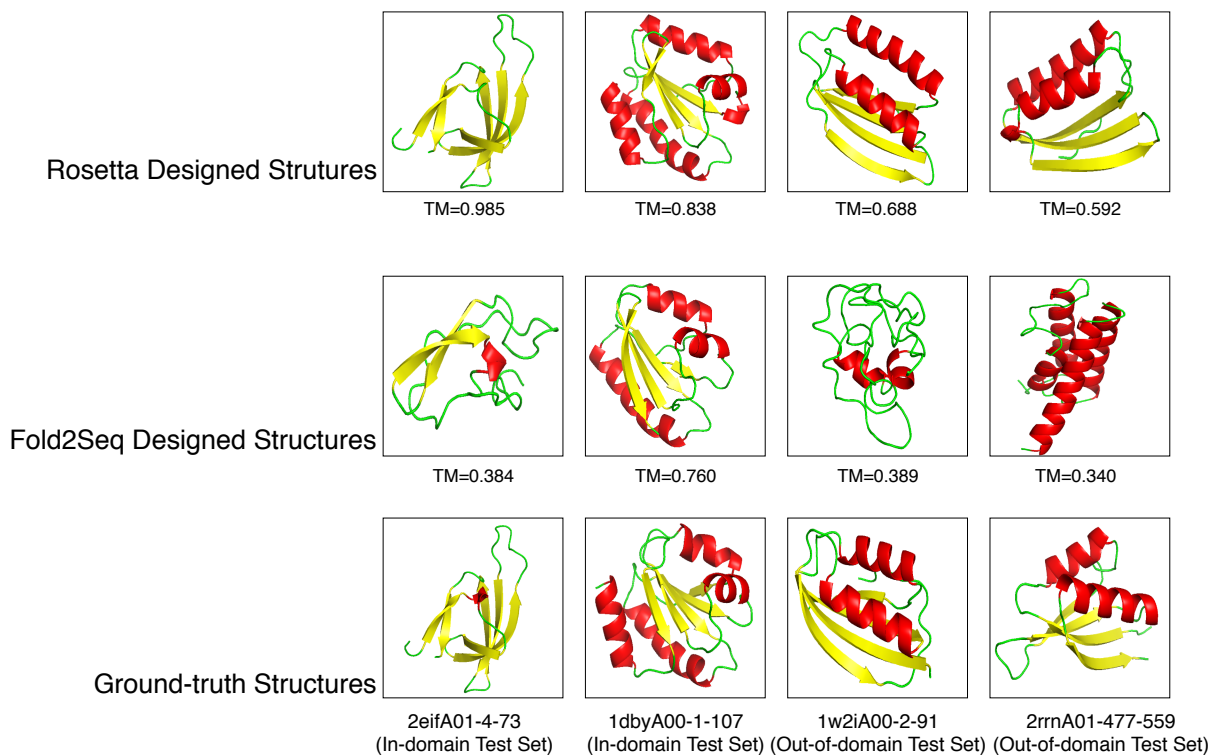 Rosetta Designed Strutures
TM=0.985
TM=0.838
TM=0.688
TM=0.592
Fold2Seq Designed Structures
TM=0.384
TM=0.760
TM=0.389
TM=0.340
Ground-truth Structures
2eifA01-4-73
(In-domain Test Set)
1dbyA00-1-107
(In-domain Test Set)
1w2iA00-2-91
(Out-of-domain Test Set)
2rrnA01-477-559
(Out-of-domain Test Set)